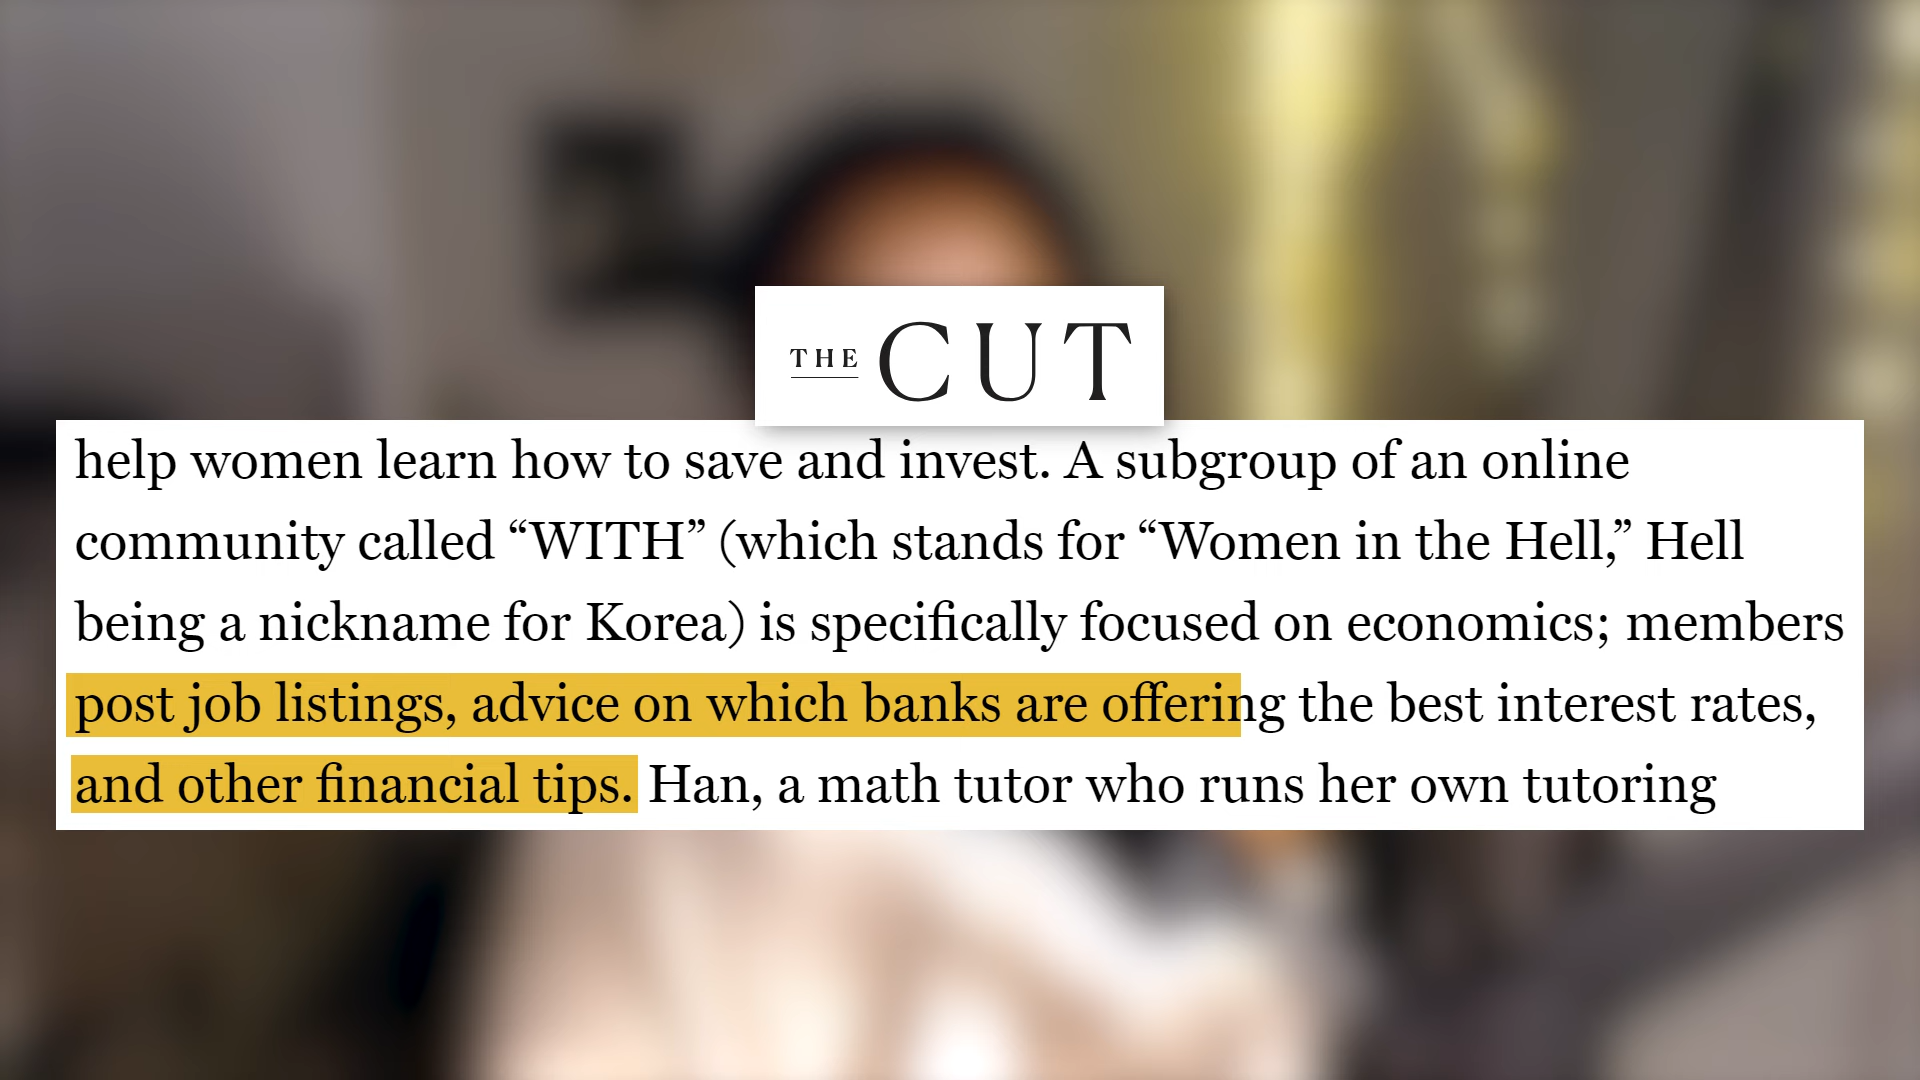 THE CUT
help women learn how to save and invest. A subgroup of an online
community called “WITH” (which stands for “Women in the Hell,” Hell
being a nickname for Korea) is specifically focused on economics; members
post job listings, advice on which banks are offering the best interest rates,
and other financial tips. Han, a math tutor who runs her own tutoring